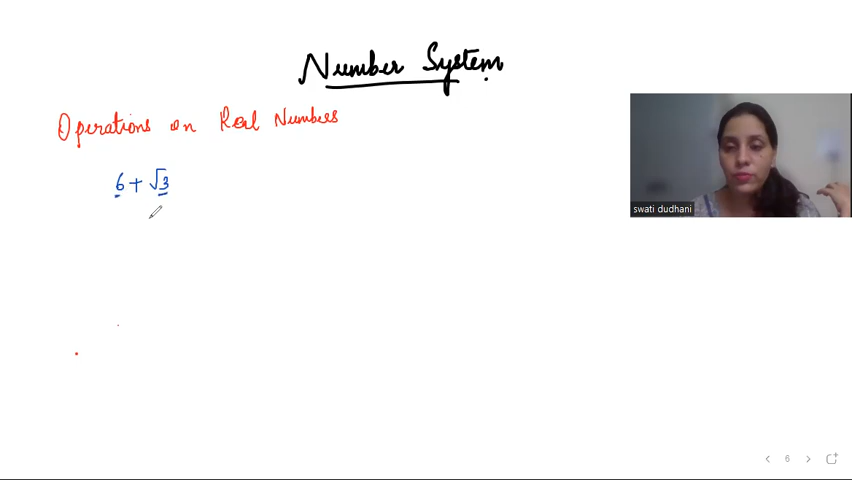 Number System
Operations on Real Numbers
6 + √3
swati dudhani
6